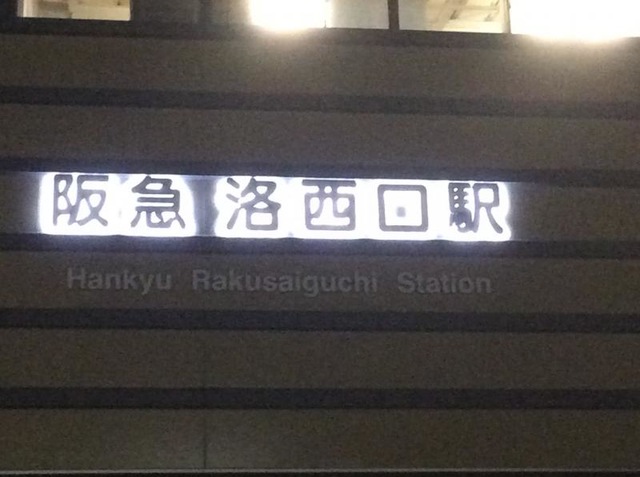 阪急 洛西口駅
Hankyu Rakusaiguchi Station